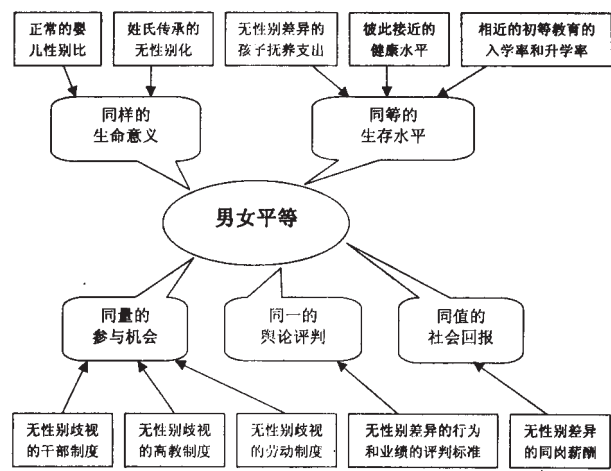 正常的婴
儿性别比
姓氏传承的
无性别化
无性别差异的
孩子抚养支出
彼此接近的
健康水平
相近的初等教育的
入学率和升学率
同样的
生命意义
同等的
生存水平
男女平等
同量的
参与机会
同一的
舆论评判
同值的
社会回报
无性别歧视
的干部制度
无性别歧视
的高教制度
无性别歧视
的劳动制度
无性别差异的行为
和业绩的评判标准
无性别差异
的同岗薪酬